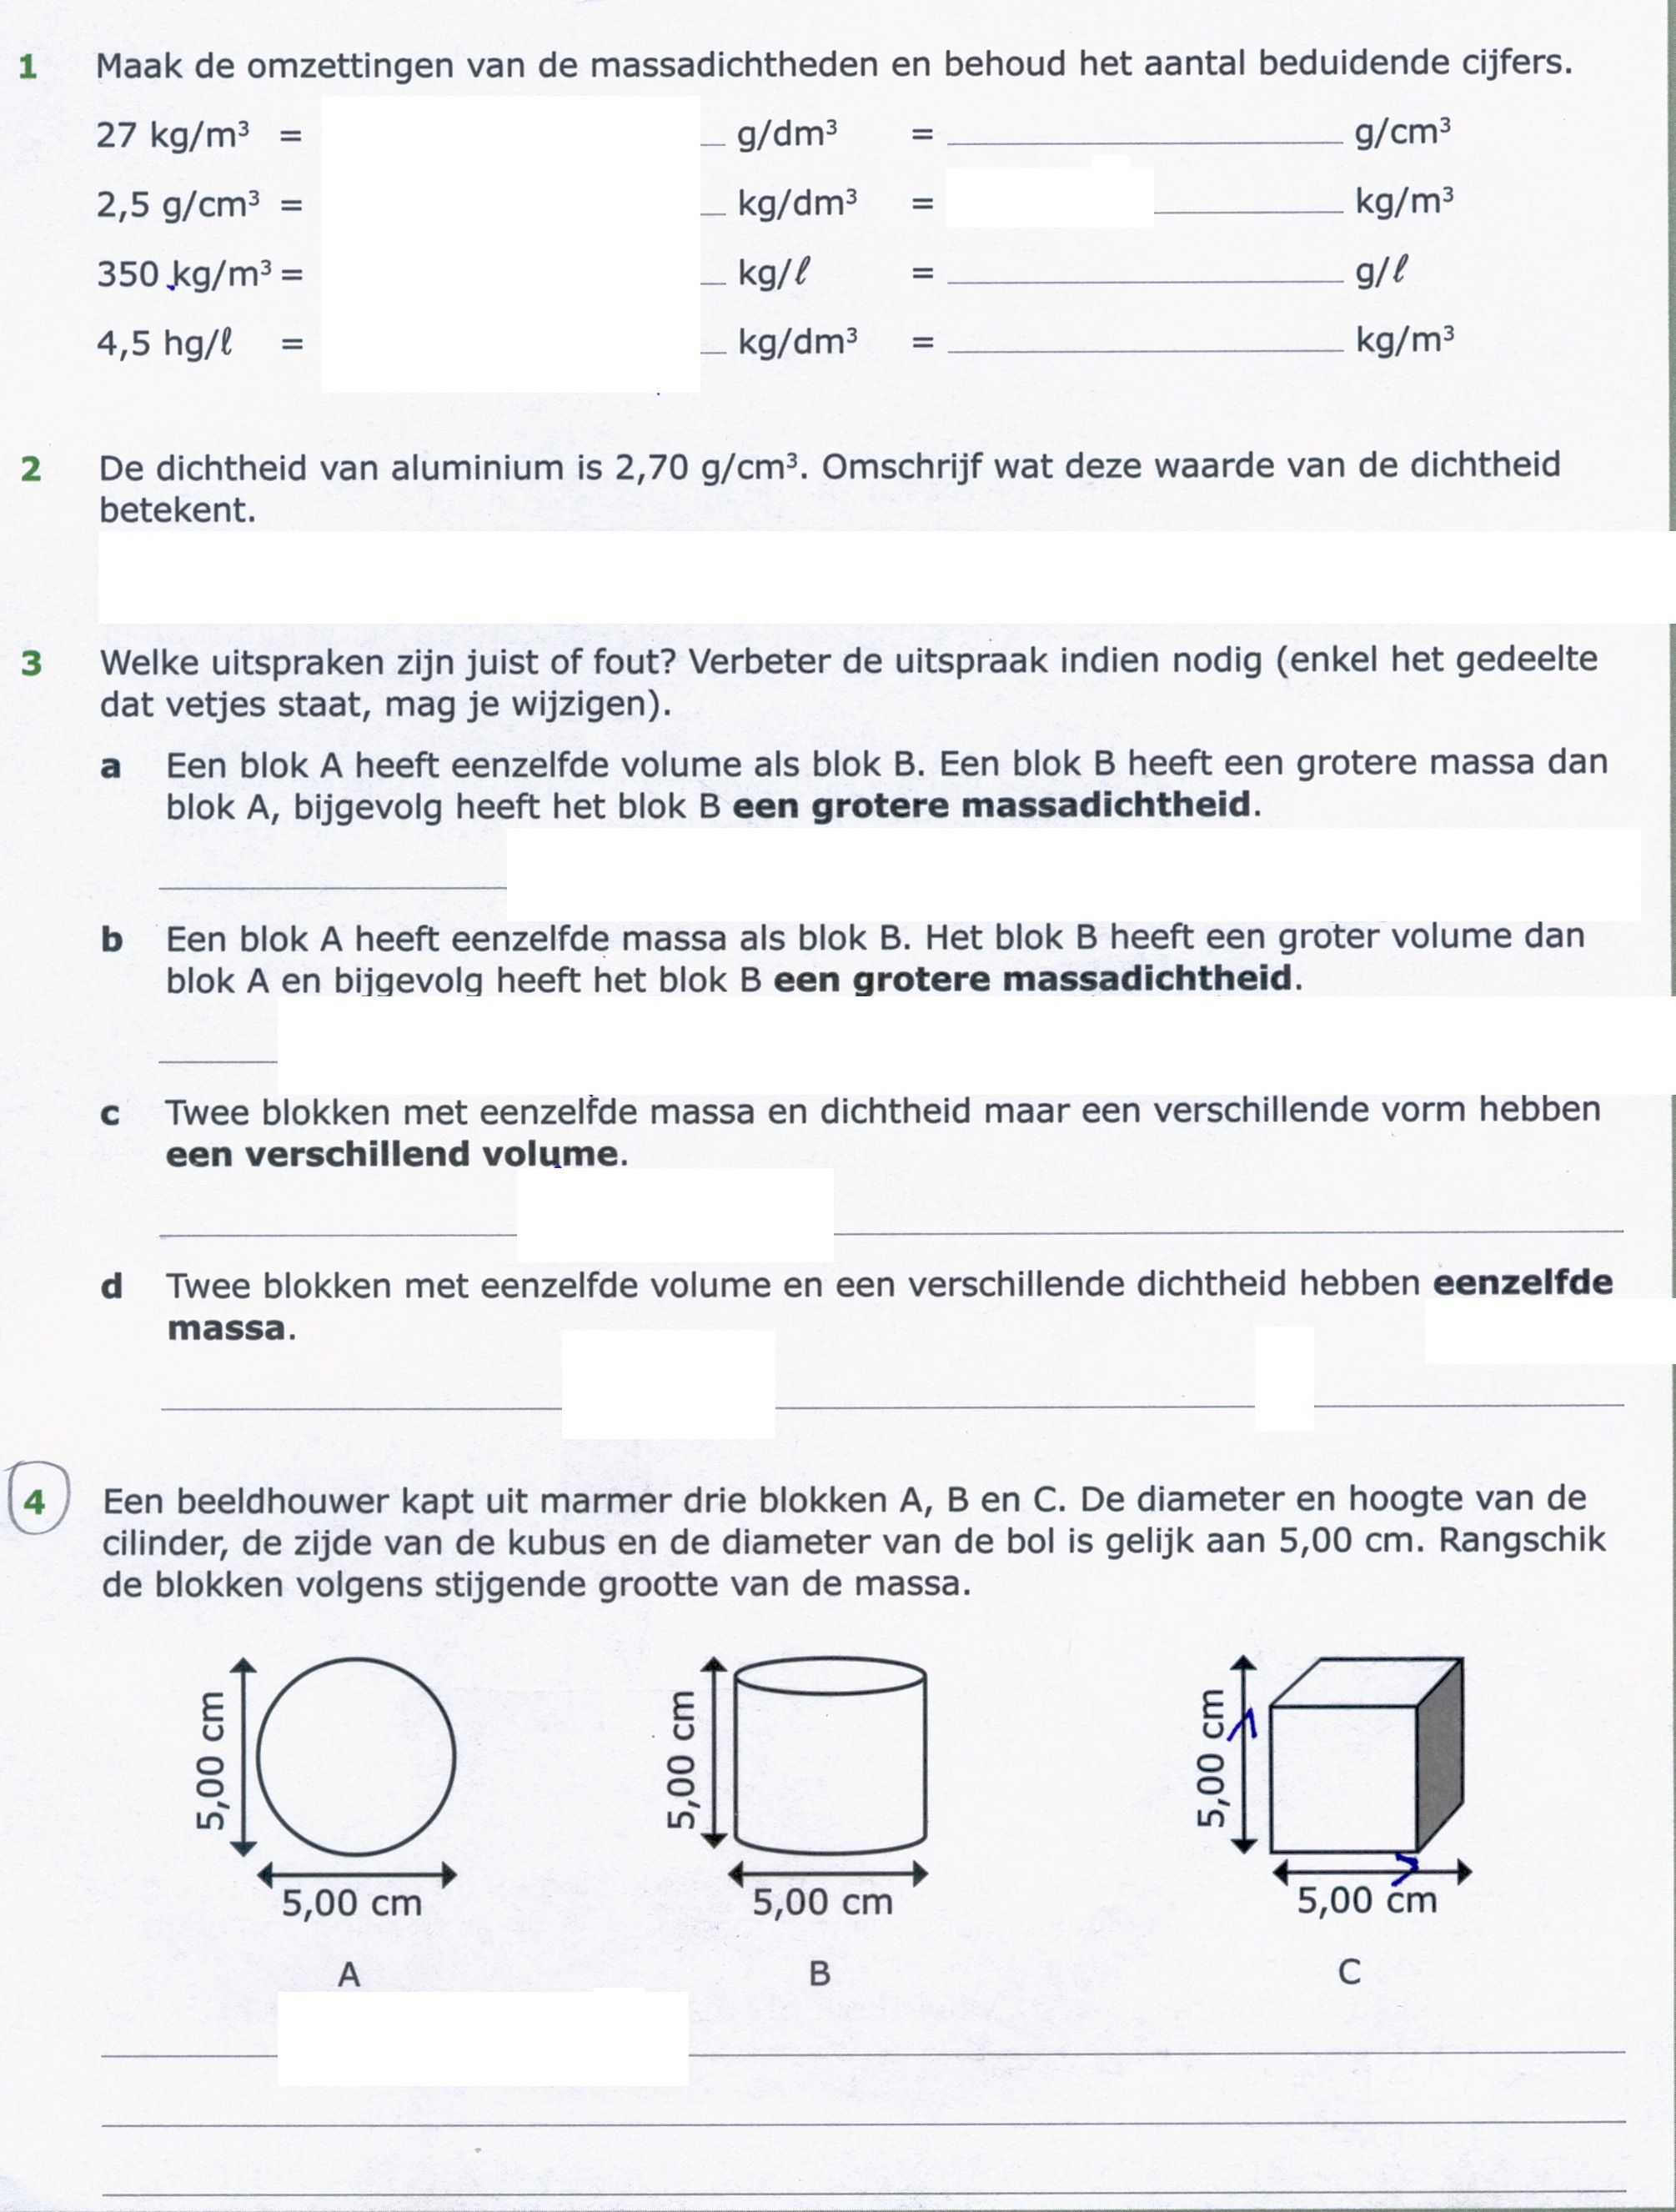 1 Maak de omzettingen van de massadichtheden en behoud het aantal beduidende cijfers.
27 kg/m³ = g/dm³ = g/cm³
2,5 g/cm³ = kg/dm³ = kg/m³
350 kg/m³ = kg/ℓ = g/ℓ
4,5 hg/ℓ = kg/dm³ = kg/m³
2 De dichtheid van aluminium is 2,70 g/cm³. Omschrijf wat deze waarde van de dichtheid
betekent.
3 Welke uitspraken zijn juist of fout? Verbeter de uitspraak indien nodig (enkel het gedeelte
dat vetjes staat, mag je wijzigen).
a Een blok A heeft eenzelfde volume als blok B. Een blok B heeft een grotere massa dan
blok A, bijgevolg heeft het blok B een grotere massadichtheid.
b Een blok A heeft eenzelfde massa als blok B. Het blok B heeft een groter volume dan
blok A en bijgevolg heeft het blok B een grotere massadichtheid.
c Twee blokken met eenzelfde massa en dichtheid maar een verschillende vorm hebben
een verschillend volume.
d Twee blokken met eenzelfde volume en een verschillende dichtheid hebben eenzelfde
massa.
4 Een beeldhouwer kapt uit marmer drie blokken A, B en C. De diameter en hoogte van de
cilinder, de zijde van de kubus en de diameter van de bol is gelijk aan 5,00 cm. Rangschik
de blokken volgens stijgende grootte van de massa.
5,00 cm 5,00 cm 5,00 cm
5,00 cm 5,00 cm 5,00 cm
A B C